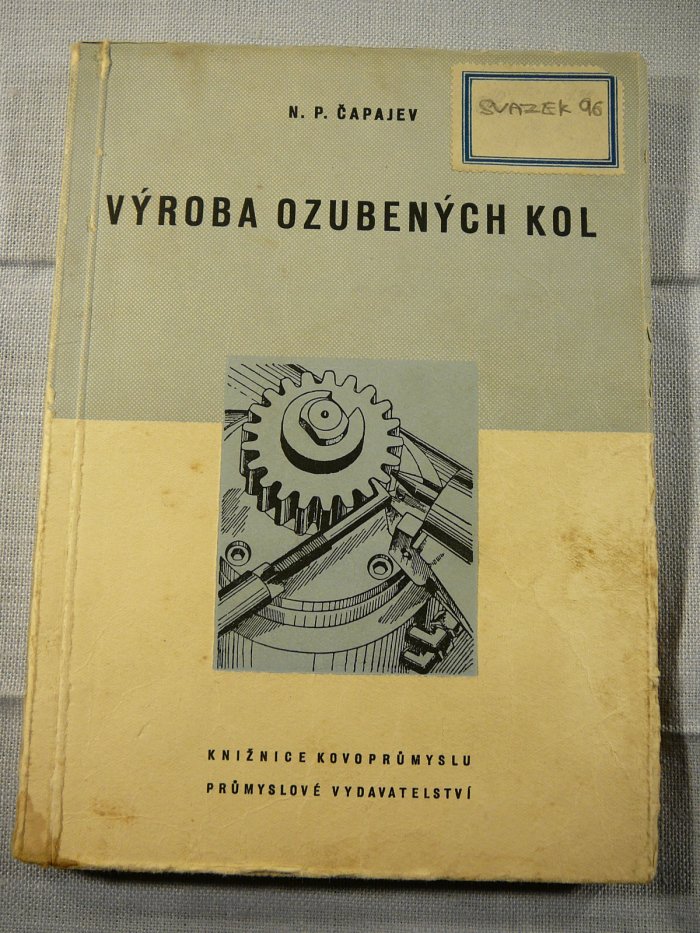 N. P. ČAPAJEV
SVAZEK 96
VÝROBA OZUBENÝCH KOL
KNIŽNICE KOVOPRŮMYSLU
PRŮMYSLOVÉ VYDAVATELSTVÍ